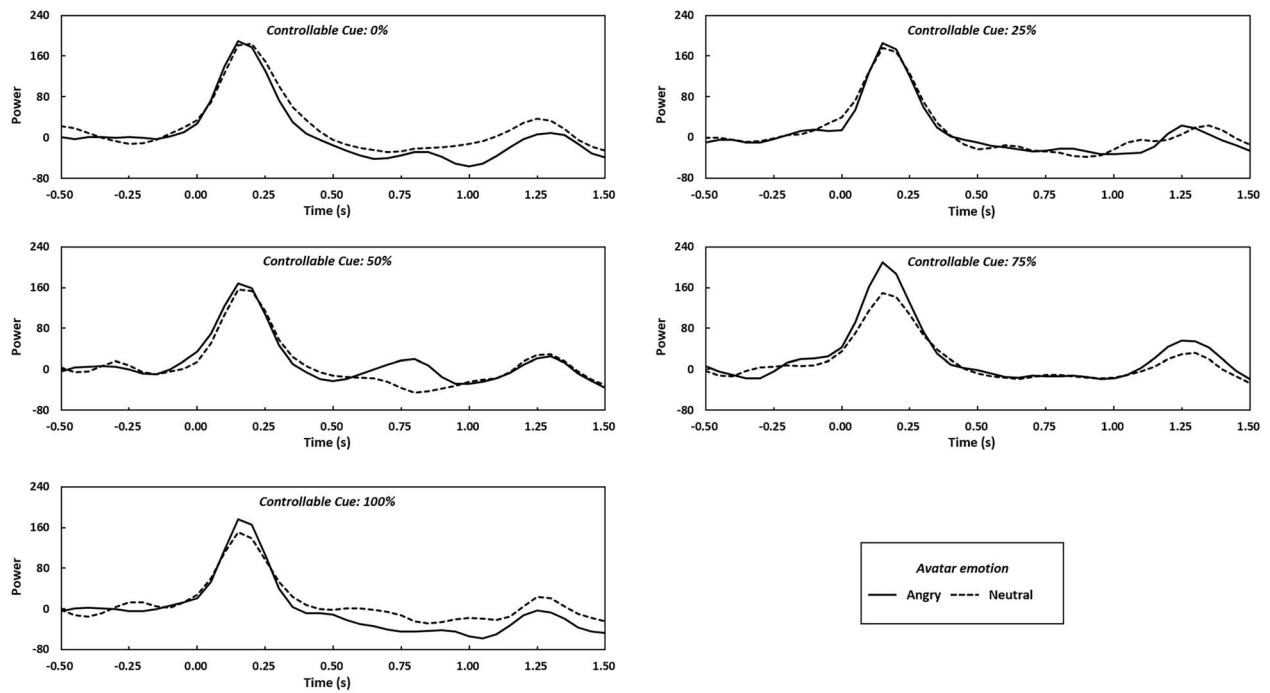 Controllable Cue: 0%
Power
240
160
80
0
-80
-0.50 -0.25 0.00 0.25 0.50 0.75 1.00 1.25 1.50
Time (s)
Controllable Cue: 25%
Power
240
160
80
0
-80
-0.50 -0.25 0.00 0.25 0.50 0.75 1.00 1.25 1.50
Time (s)
Controllable Cue: 50%
Power
240
160
80
0
-80
-0.50 -0.25 0.00 0.25 0.50 0.75 1.00 1.25 1.50
Time (s)
Controllable Cue: 75%
Power
240
160
80
0
-80
-0.50 -0.25 0.00 0.25 0.50 0.75 1.00 1.25 1.50
Time (s)
Controllable Cue: 100%
Power
240
160
80
0
-80
-0.50 -0.25 0.00 0.25 0.50 0.75 1.00 1.25 1.50
Time (s)
Avatar emotion
Angry Neutral